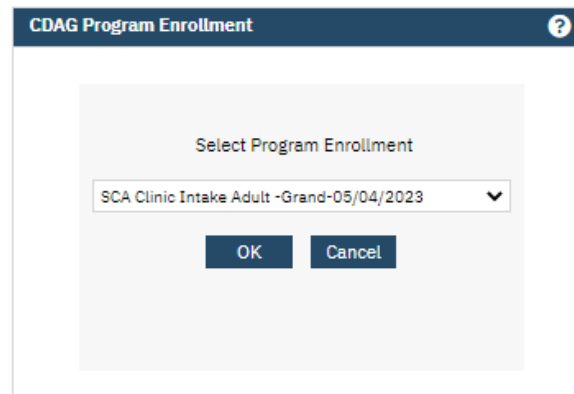 CDAG Program Enrollment ?
Select Program Enrollment
SCA Clinic Intake Adult -Grand-05/04/2023
OK Cancel